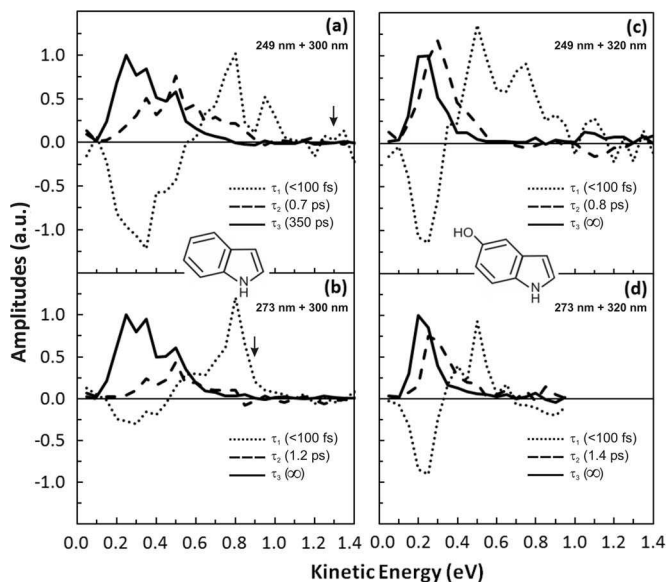 Amplitudes (a.u.)
(a)
249 nm + 300 nm
1.0
0.5
0.0
-0.5
-1.0
τ₁ (<100 fs)
τ₂ (0.7 ps)
τ₃ (350 ps)
N
H
(c)
249 nm + 320 nm
τ₁ (<100 fs)
τ₂ (0.8 ps)
τ₃ (∞)
HO
N
H
(b)
273 nm + 300 nm
1.0
0.5
0.0
-0.5
-1.0
τ₁ (<100 fs)
τ₂ (1.2 ps)
τ₃ (∞)
0.0 0.2 0.4 0.6 0.8 1.0 1.2 1.4
(d)
273 nm + 320 nm
τ₁ (<100 fs)
τ₂ (1.4 ps)
τ₃ (∞)
0.0 0.2 0.4 0.6 0.8 1.0 1.2 1.4
Kinetic Energy (eV)